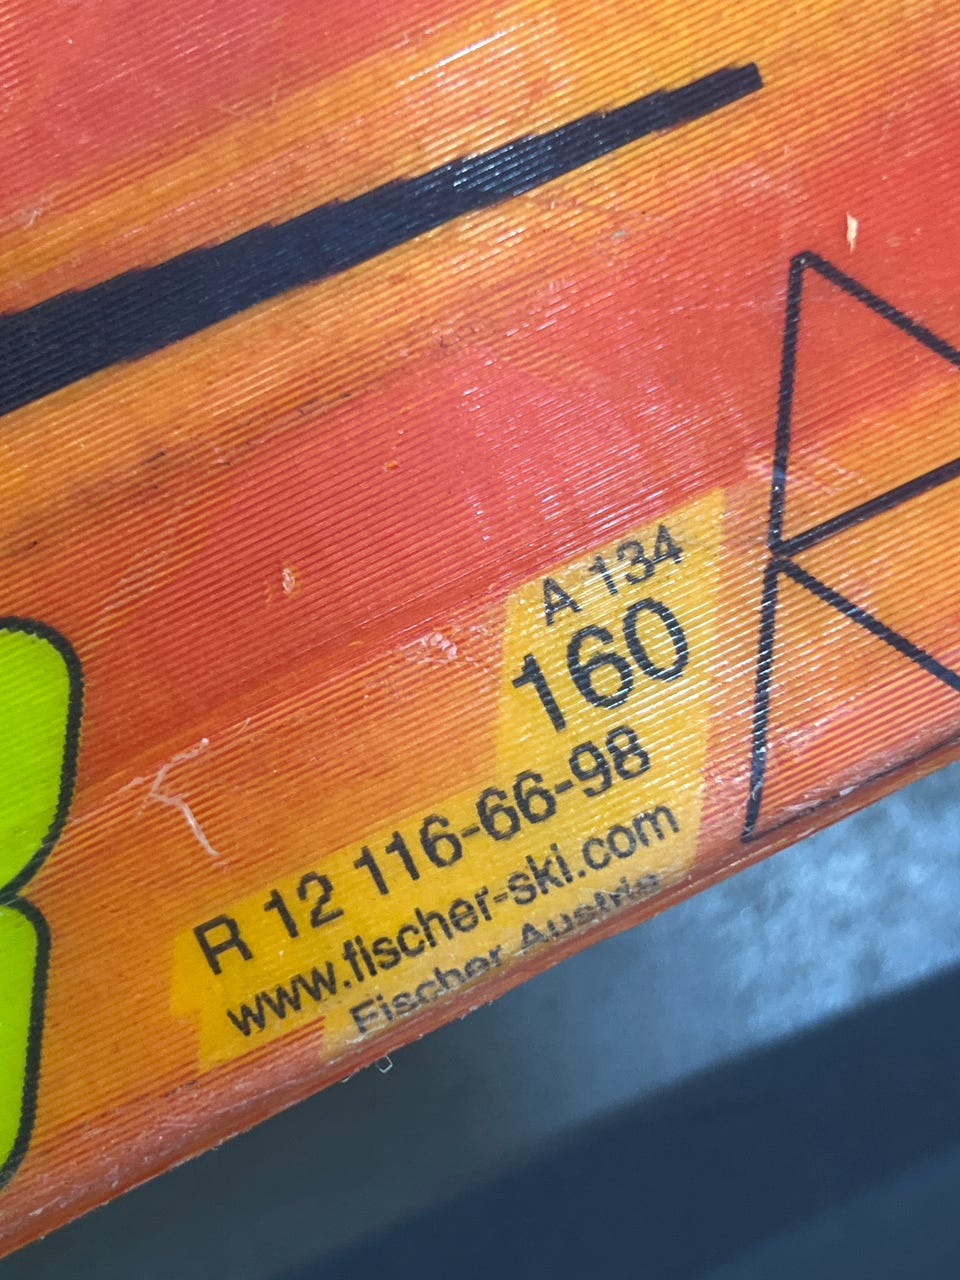 A 134
160
R 12 116-66-98
www.fischer-ski.com
Fischer Austria